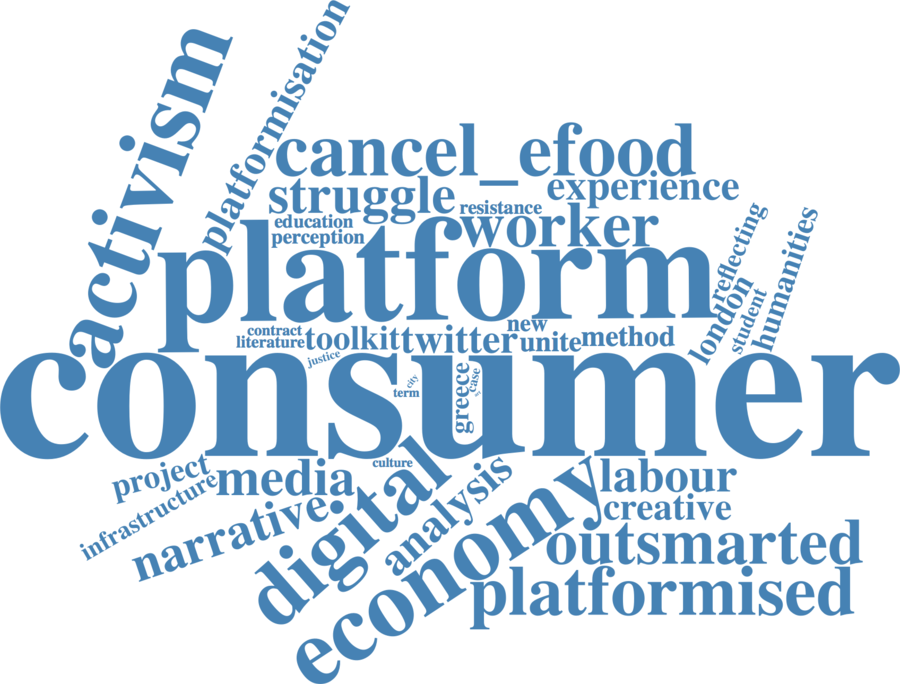 activism
platformisation
cancel_efood
struggle
experience
resistance
education
worker
perception
platform
reflecting
london
student
humanities
contract
literature
toolkit
twitter
new
unite
method
justice
consumer
city
term
greece
case
culture
project
media
infrastructure
narrative
digital
analysis
economy
labour
creative
outsmarted
platformised